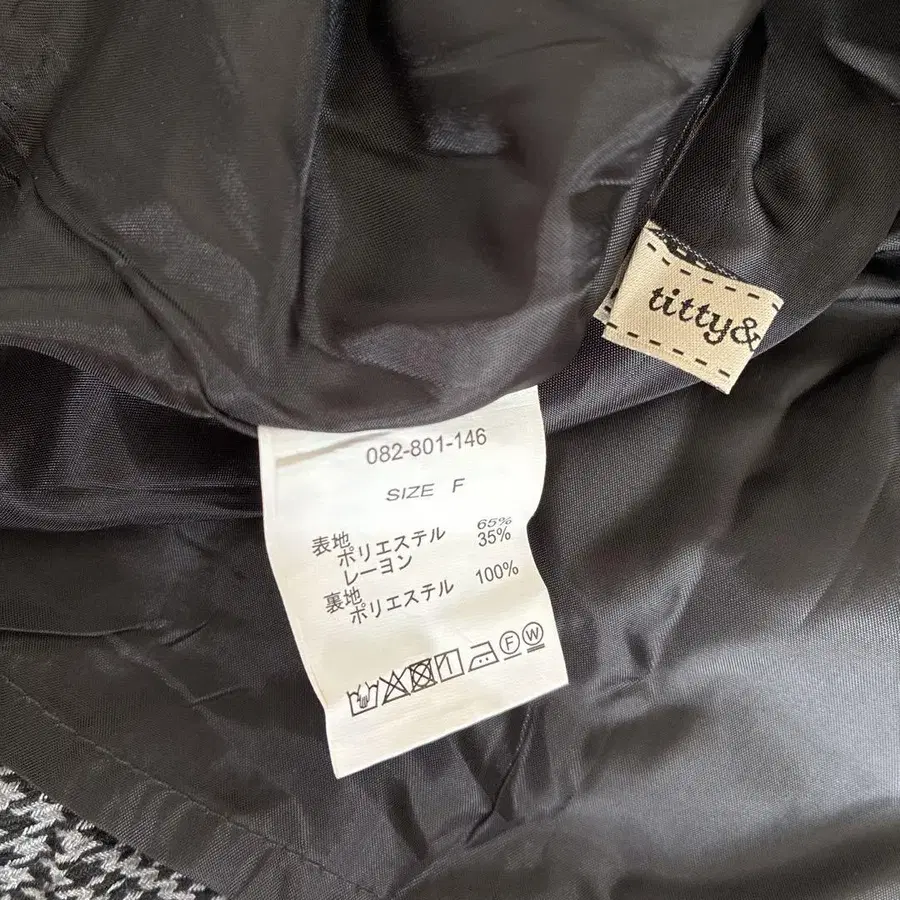 titty&
082-801-146
SIZE F
表地
ポリエステル 65%
レーヨン 35%
裏地
ポリエステル 100%
F W